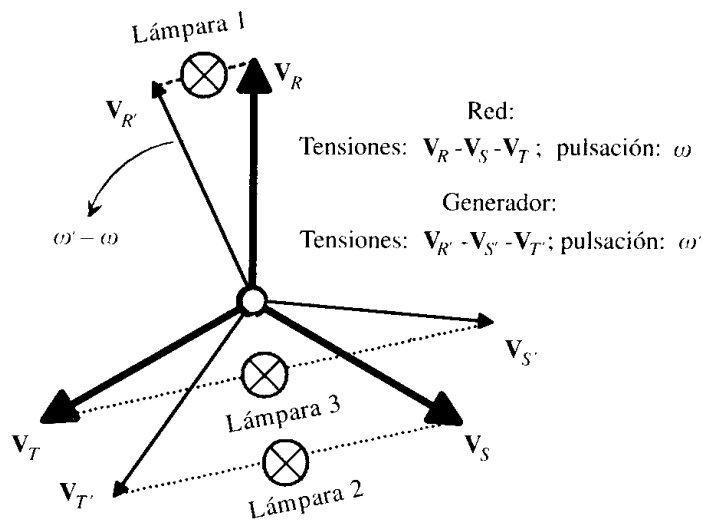 Lámpara 1
V_R
V_R'
ω' – ω
Red:
Tensiones: V_R - V_S - V_T ; pulsación: ω
Generador:
Tensiones: V_R' - V_S' - V_T' ; pulsación: ω'
V_S'
Lámpara 3
V_T
V_S
V_T'
Lámpara 2